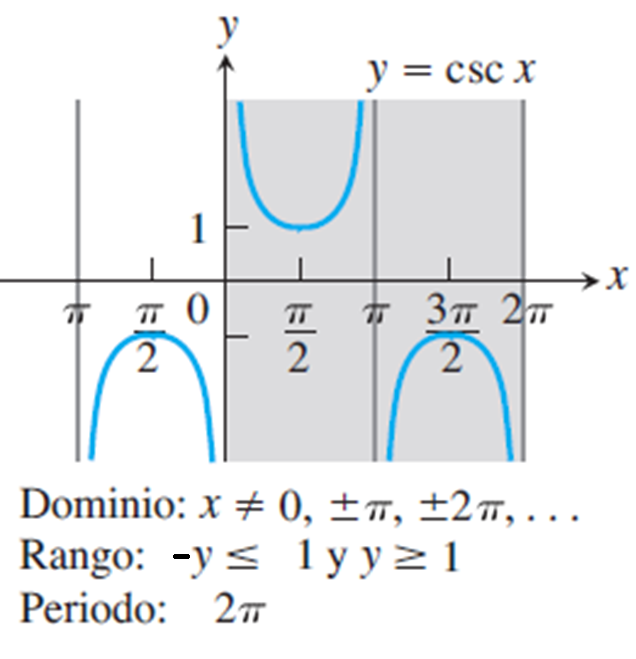 y
y = csc x
1
x
π π/2 0 π/2 π 3π/2 2π
Dominio: x ≠ 0, ±π, ±2π, . . .
Rango: -y ≤ 1 y y ≥ 1
Periodo: 2π